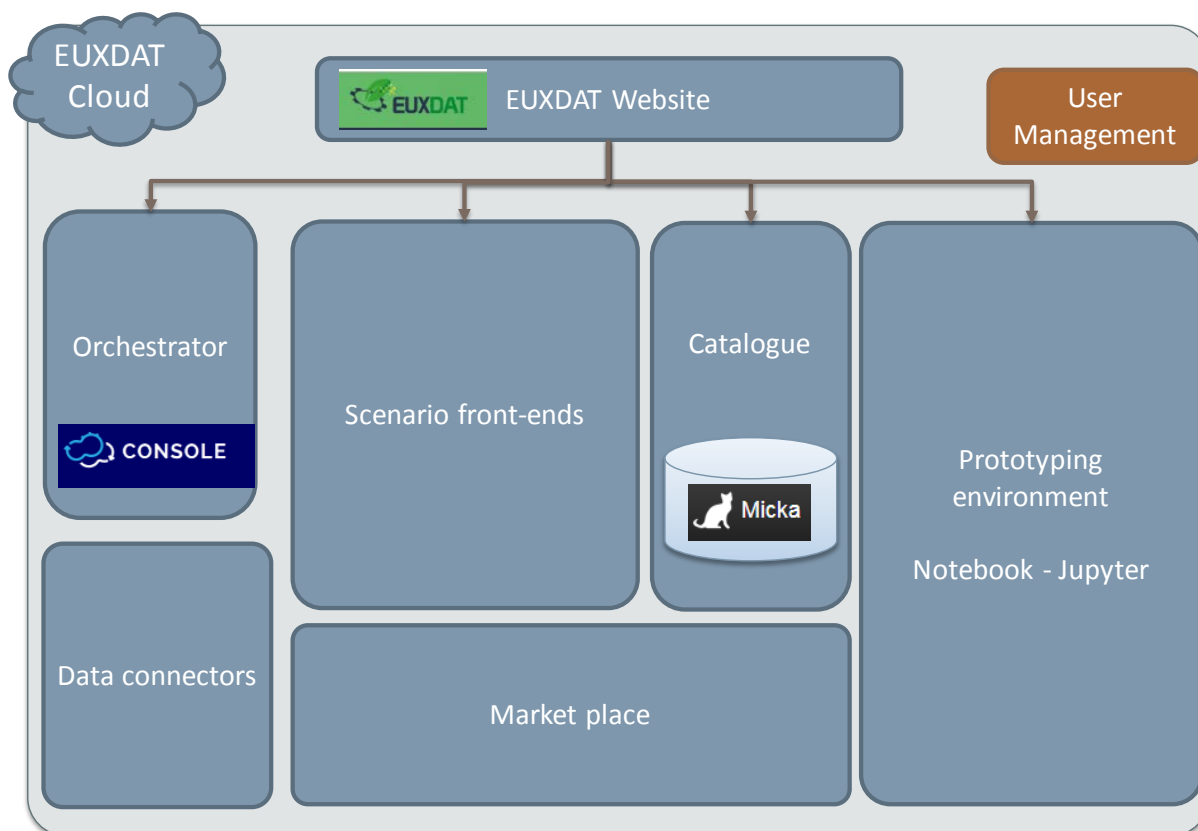 EUXDAT
Cloud
EUXDAT
EUXDAT Website
User
Management
Orchestrator
CONSOLE
Scenario front-ends
Catalogue
Micka
Prototyping
environment
Notebook - Jupyter
Data connectors
Market place